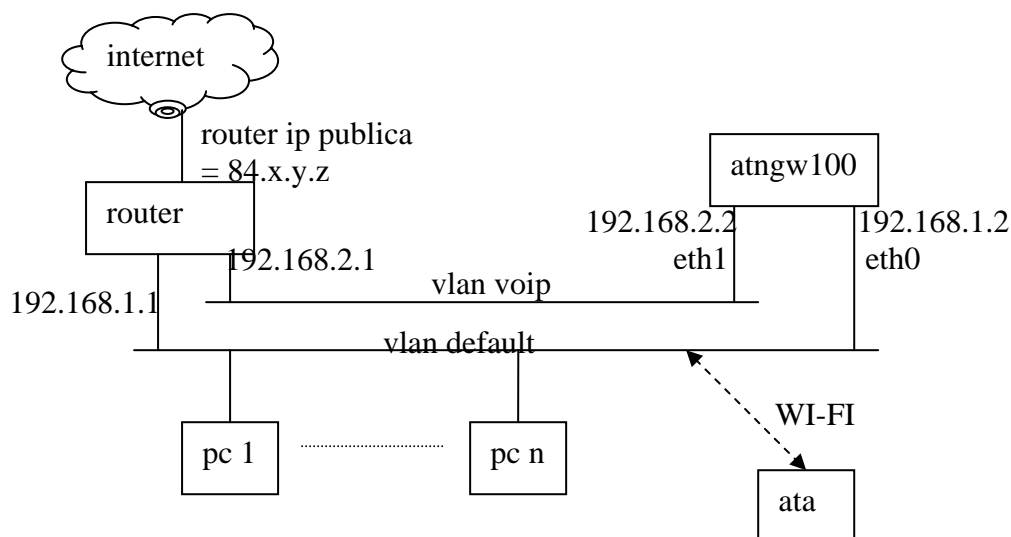 internet
router ip publica
= 84.x.y.z
atngw100
router
192.168.2.2
192.168.1.2
eth1
eth0
192.168.2.1
vlan voip
192.168.1.1
vlan default
WI-FI
pc 1
pc n
ata